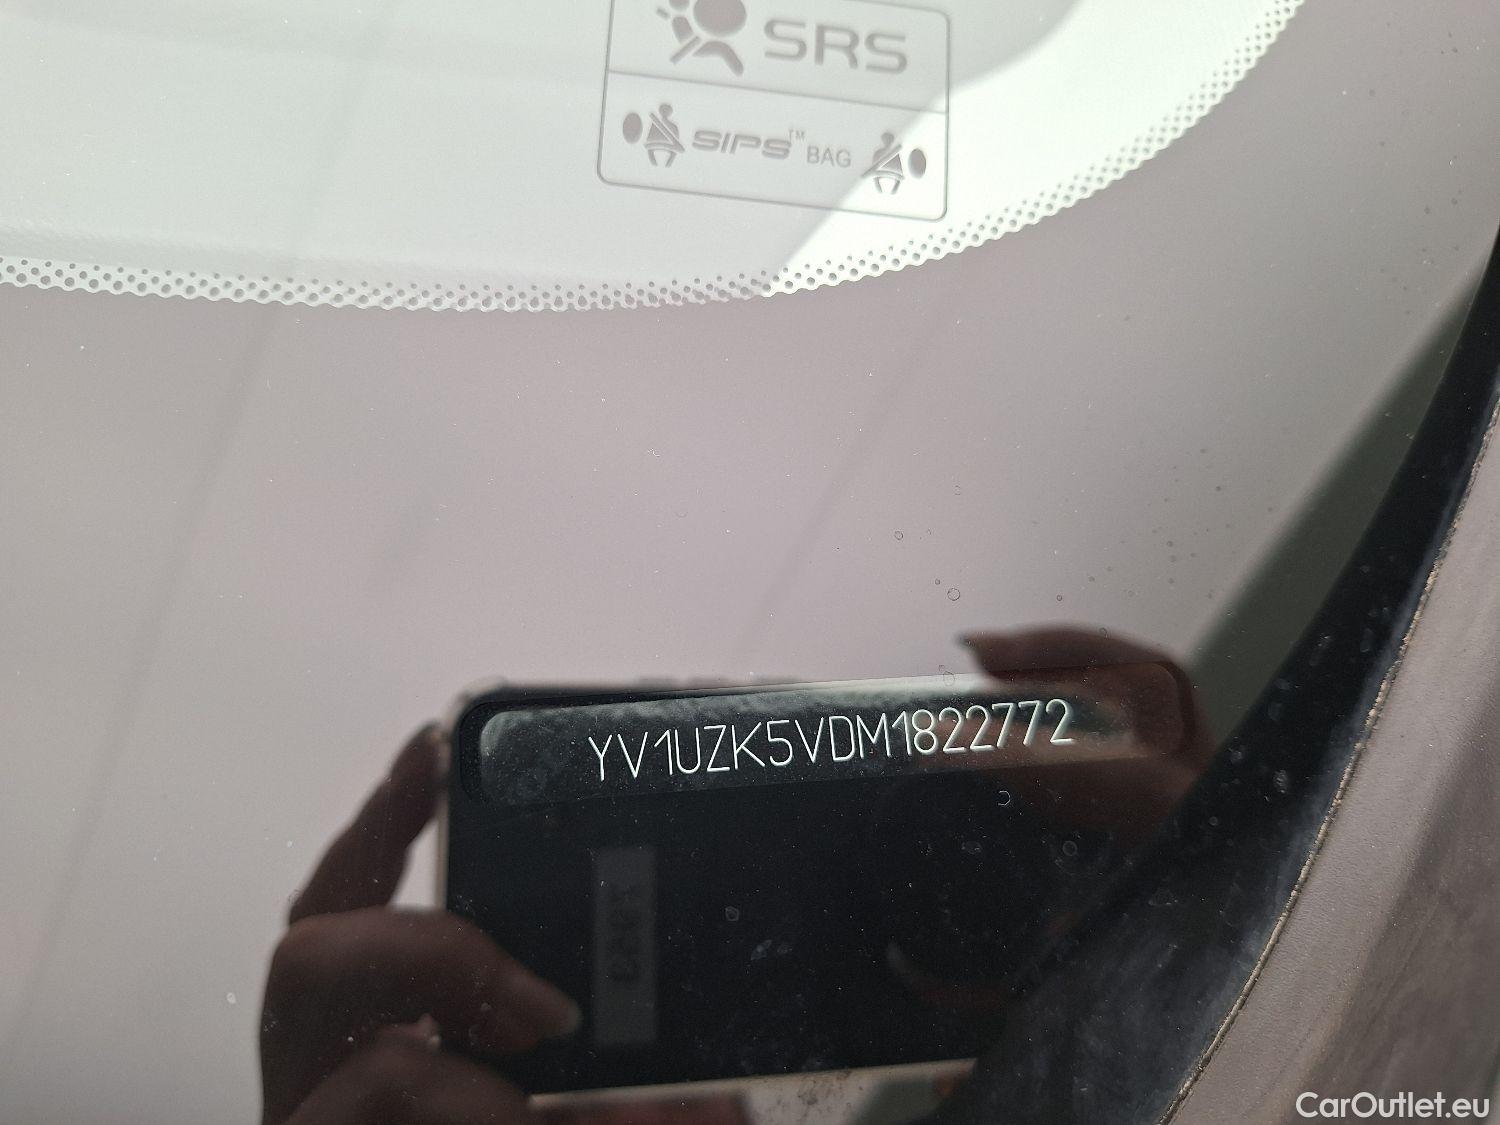 SRS
SIPS™ BAG
YV1UZK5VDM1822772
CarOutlet.eu